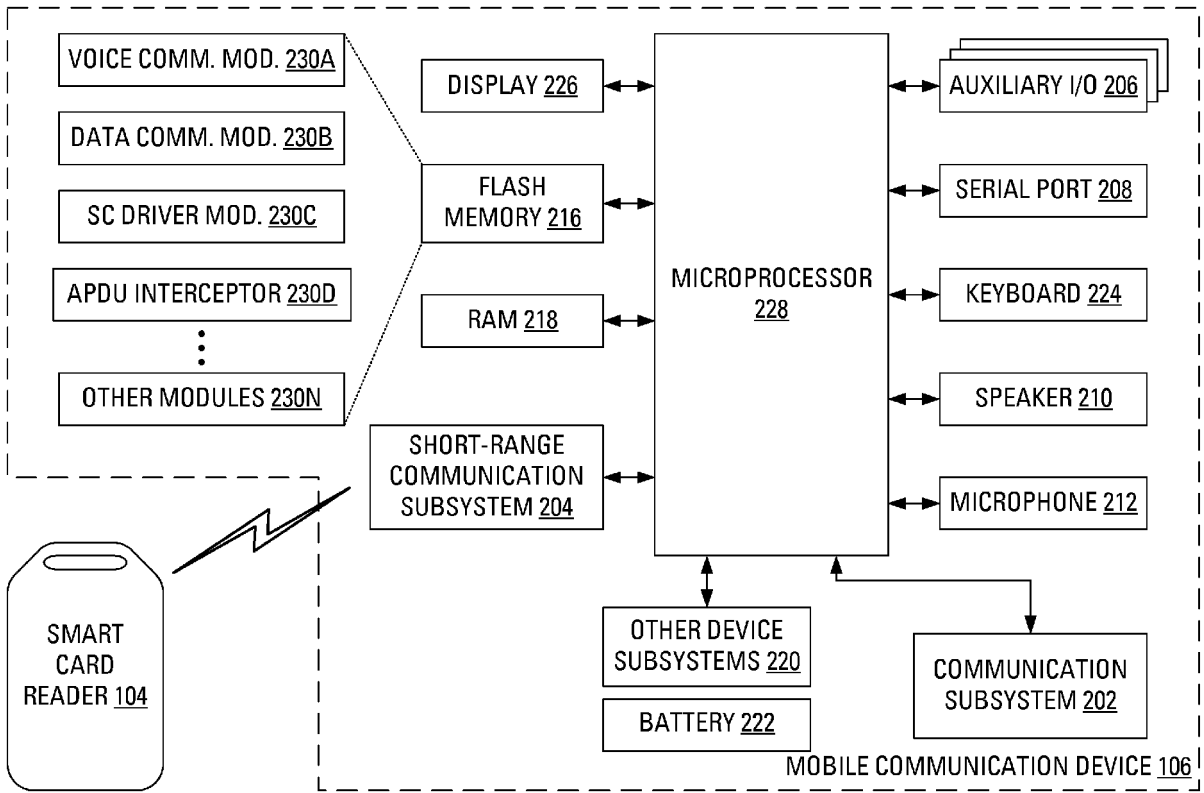 VOICE COMM. MOD. 230A
DATA COMM. MOD. 230B
SC DRIVER MOD. 230C
APDU INTERCEPTOR 230D
OTHER MODULES 230N
DISPLAY 226
FLASH
MEMORY 216
RAM 218
SHORT-RANGE
COMMUNICATION
SUBSYSTEM 204
MICROPROCESSOR
228
AUXILIARY I/O 206
SERIAL PORT 208
KEYBOARD 224
SPEAKER 210
MICROPHONE 212
SMART
CARD
READER 104
OTHER DEVICE
SUBSYSTEMS 220
BATTERY 222
COMMUNICATION
SUBSYSTEM 202
MOBILE COMMUNICATION DEVICE 106